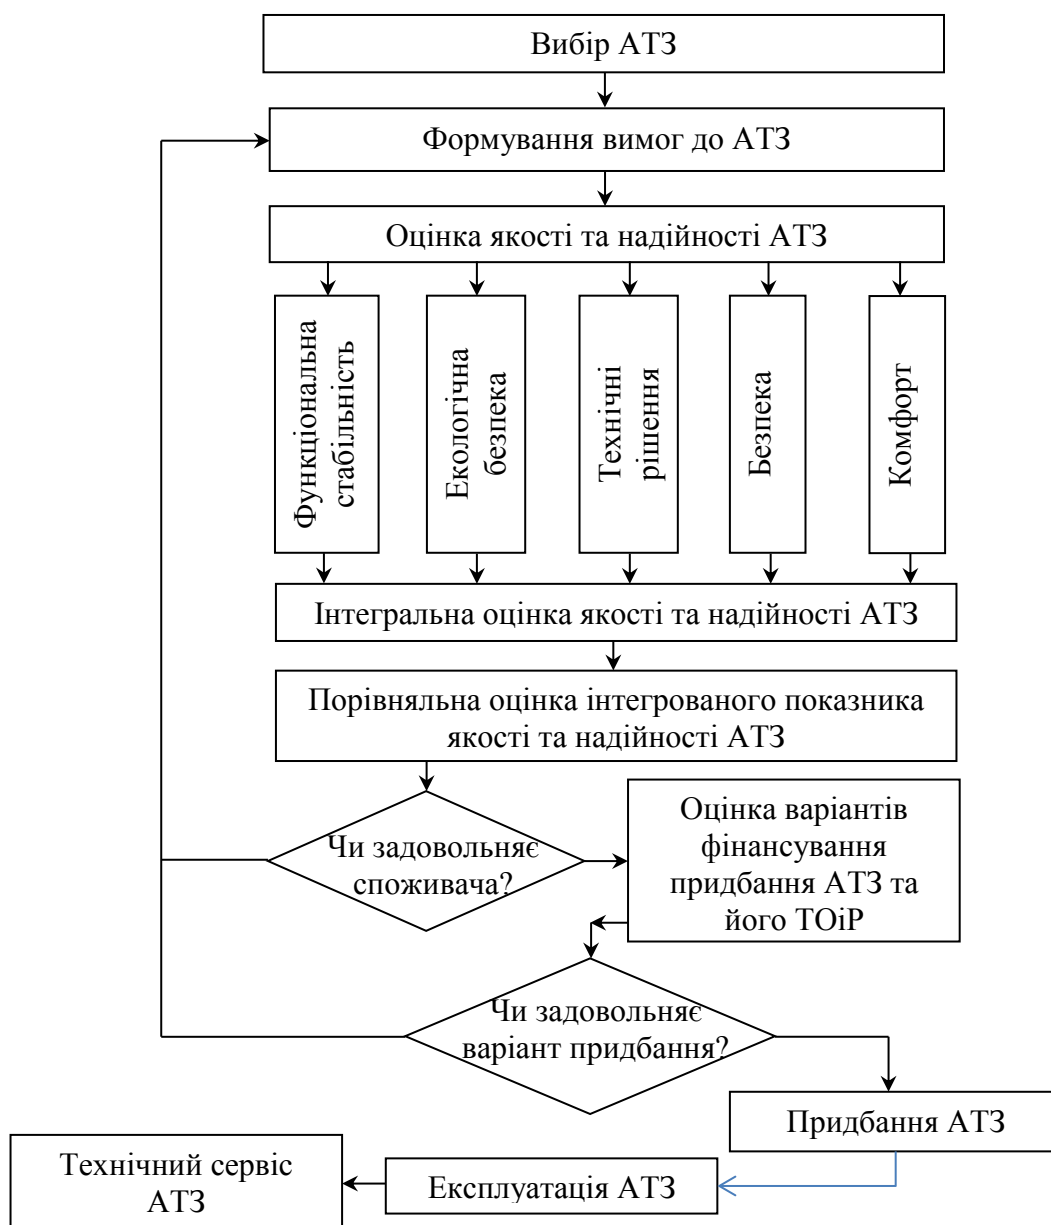 Вибір АТЗ
Формування вимог до АТЗ
Оцінка якості та надійності АТЗ
Функціональна
стабільність
Екологічна
безпека
Технічні
рішення
Безпека
Комфорт
Інтегральна оцінка якості та надійності АТЗ
Порівняльна оцінка інтегрованого показника
якості та надійності АТЗ
Чи задовольняє
споживача?
Оцінка варіантів
фінансування
придбання АТЗ та
його ТОіР
Чи задовольняє
варіант придбання?
Придбання АТЗ
Експлуатація АТЗ
Технічний сервіс
АТЗ